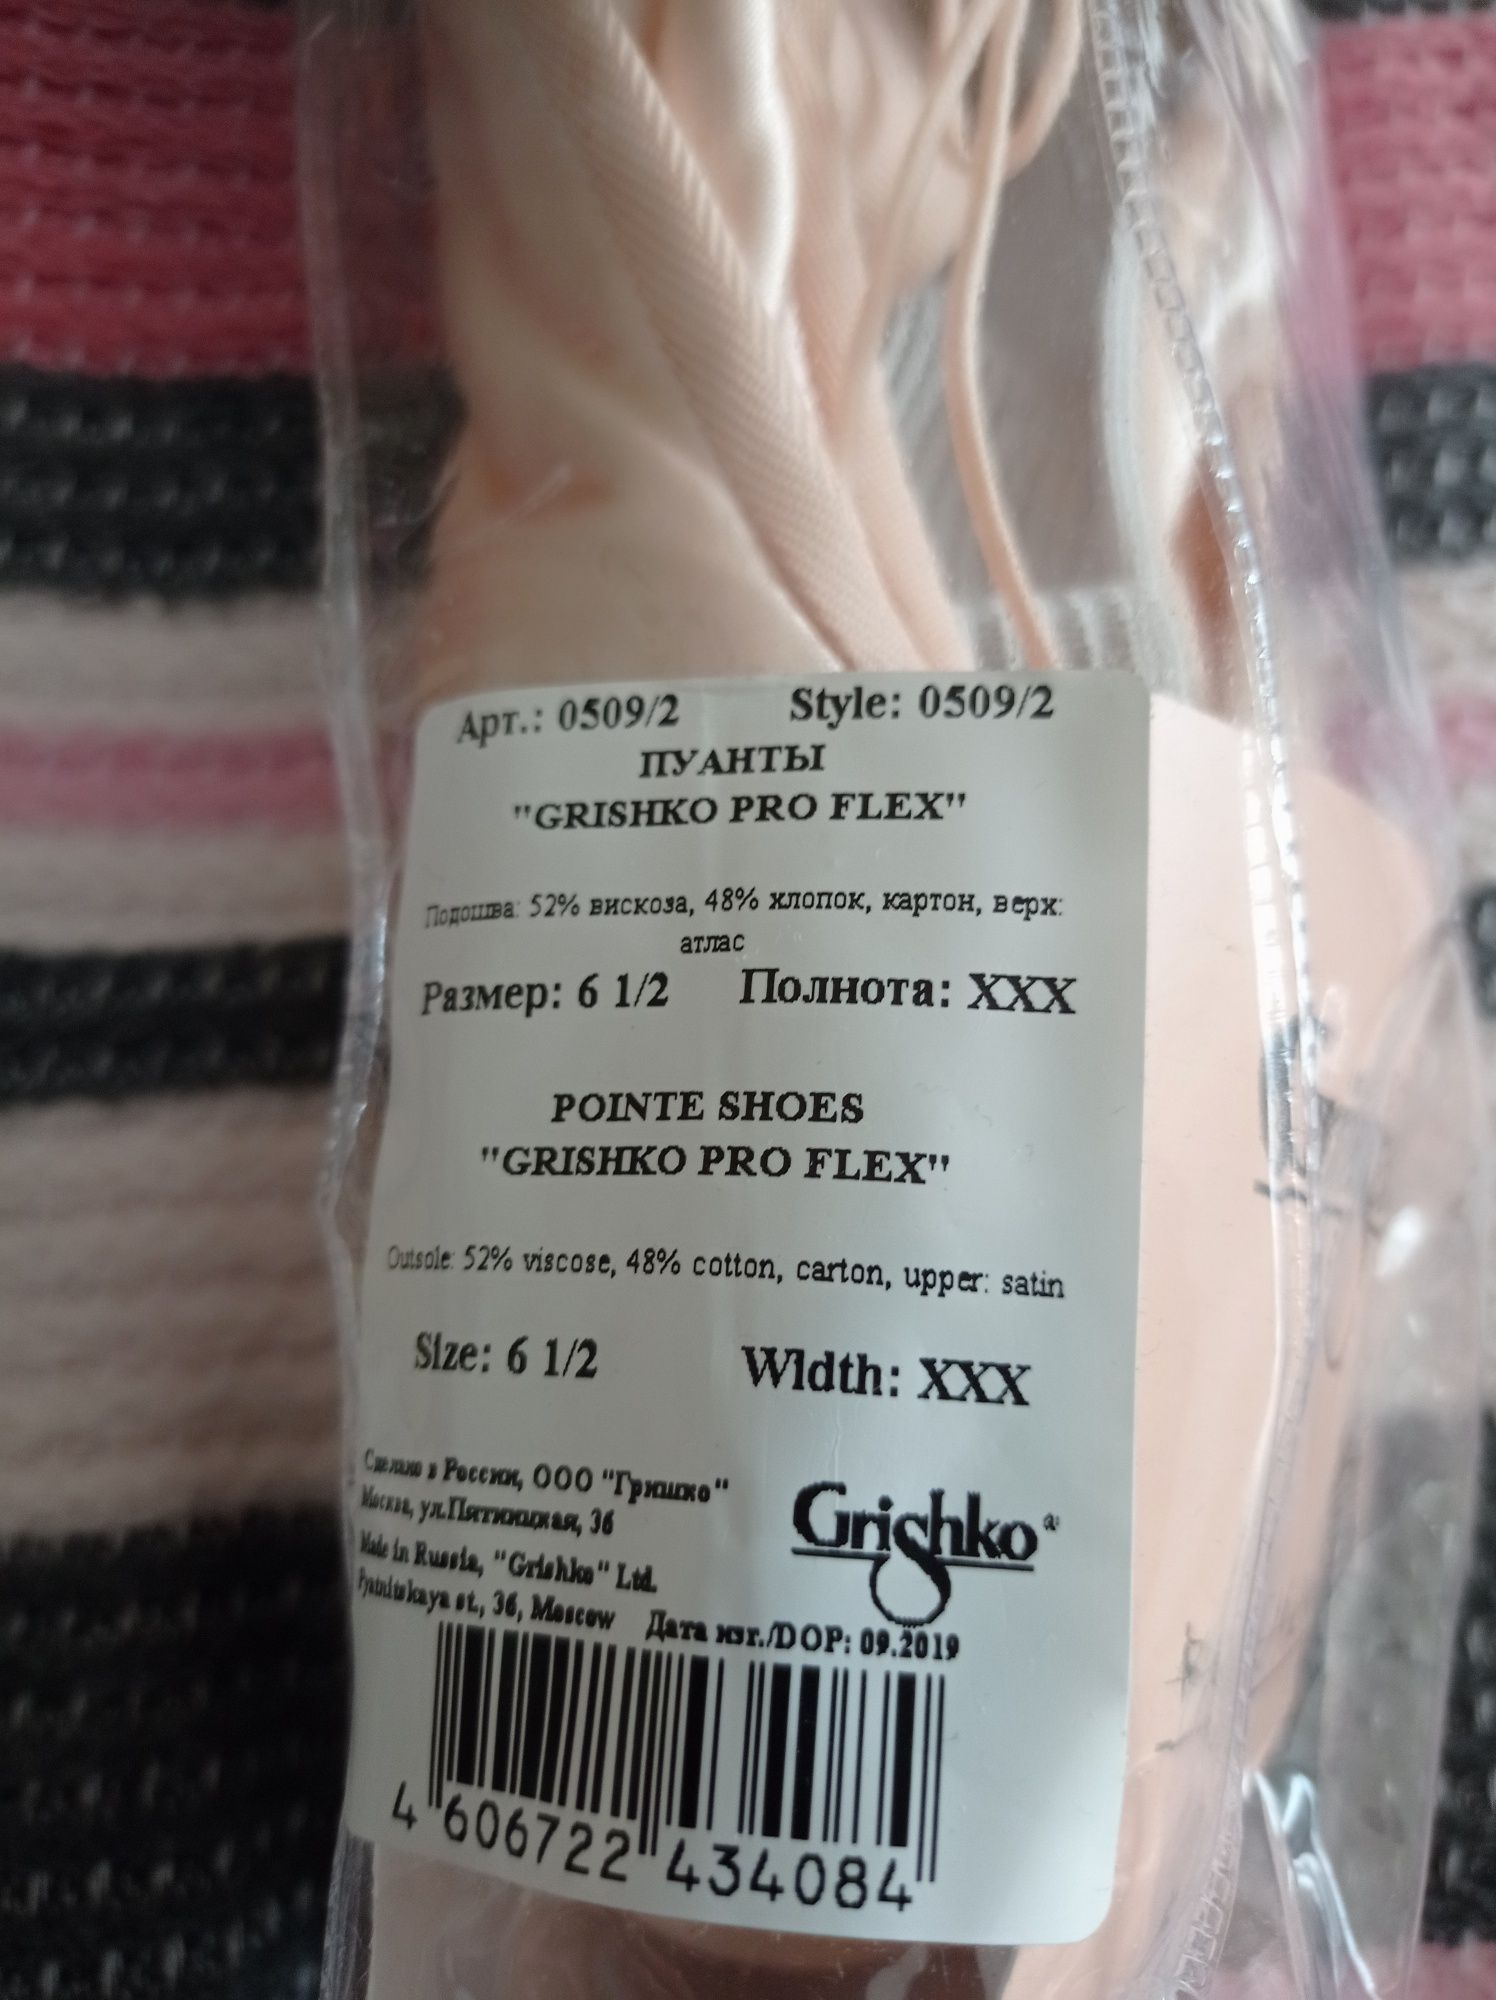 Арт.: 0509/2 Style: 0509/2
ПУАНТЫ
"GRISHKO PRO FLEX"
Подошва: 52% вискоза, 48% хлопок, картон, верх:
атлас
Размер: 6 1/2 Полнота: XXX
POINTE SHOES
"GRISHKO PRO FLEX"
Outsole: 52% viscose, 48% cotton, carton, upper: satin
Size: 6 1/2 Width: XXX
Сделано в России, ООО "Гришко"
Москва, ул.Пятницкая, 36
Made in Russia, "Grishko" Ltd.
Pyatnitskaya st., 36, Moscow
Grishko®
Дата изг./DOP: 09.2019
4 606722 434084